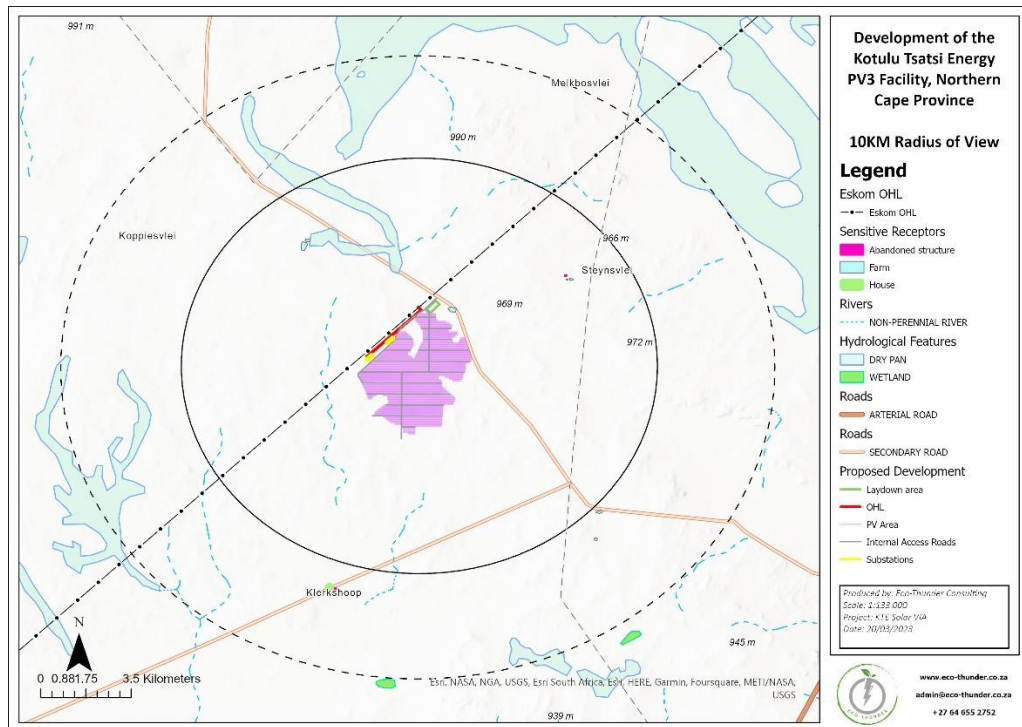 991 m
Meikbosvlei
990 m
Koppiesvlei
966 m
Steynsvlei
969 m
972 m
Klerkshoop
945 m
939 m
N
0 0.881.75 3.5 Kilometers
Esri, NASA, NGA, USGS, Esri South Africa, Esri, HERE, Garmin, Foursquare, METI/NASA,
USGS
Development of the
Kotulu Tsatsi Energy
PV3 Facility, Northern
Cape Province
10KM Radius of View
Legend
Eskom OHL
Eskom OHL
Sensitive Receptors
Abandoned structure
Farm
House
Rivers
NON-PERENNIAL RIVER
Hydrological Features
DRY PAN
WETLAND
Roads
ARTERIAL ROAD
Roads
SECONDARY ROAD
Proposed Development
Laydown area
OHL
PV Area
Internal Access Roads
Substations
Produced by: Eco-Thunder Consulting
Scale: 1:133 000
Project: KTE Solar VIA
Date: 20/03/2023
ECO THUNDER
www.eco-thunder.co.za
admin@eco-thunder.co.za
+27 64 655 2752